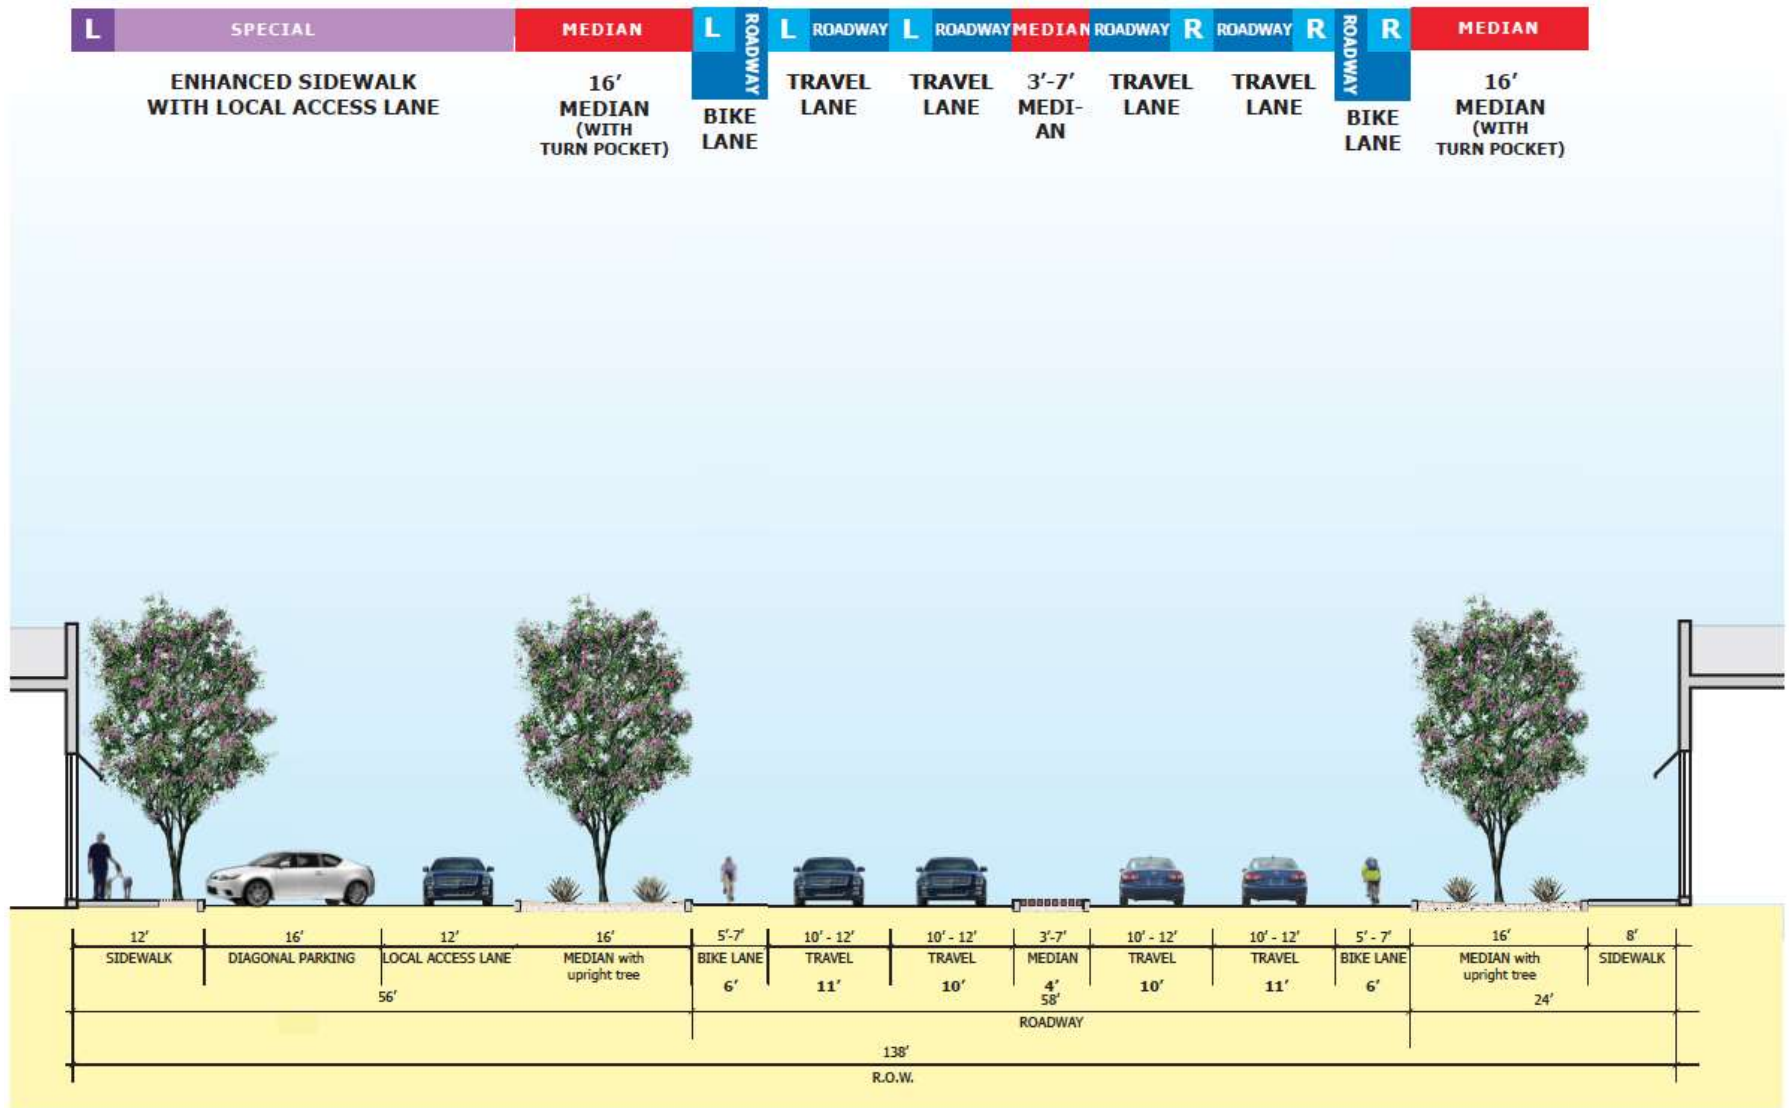 L SPECIAL MEDIAN L ROADWAY L ROADWAY L ROADWAY MEDIAN ROADWAY R ROADWAY R ROADWAY R MEDIAN
ENHANCED SIDEWALK
WITH LOCAL ACCESS LANE
16'
MEDIAN
(WITH
TURN POCKET)
BIKE
LANE
TRAVEL
LANE
TRAVEL
LANE
3'-7'
MEDI-
AN
TRAVEL
LANE
TRAVEL
LANE
BIKE
LANE
16'
MEDIAN
(WITH
TURN POCKET)
12' 16' 12' 16' 5'-7' 10' - 12' 10' - 12' 3'-7' 10' - 12' 10' - 12' 5' - 7' 16' 8'
SIDEWALK DIAGONAL PARKING LOCAL ACCESS LANE MEDIAN with BIKE LANE TRAVEL TRAVEL MEDIAN TRAVEL TRAVEL BIKE LANE MEDIAN with SIDEWALK
upright tree upright tree
6' 11' 10' 4' 10' 11' 6'
56' 58' 24'
ROADWAY
138'
R.O.W.